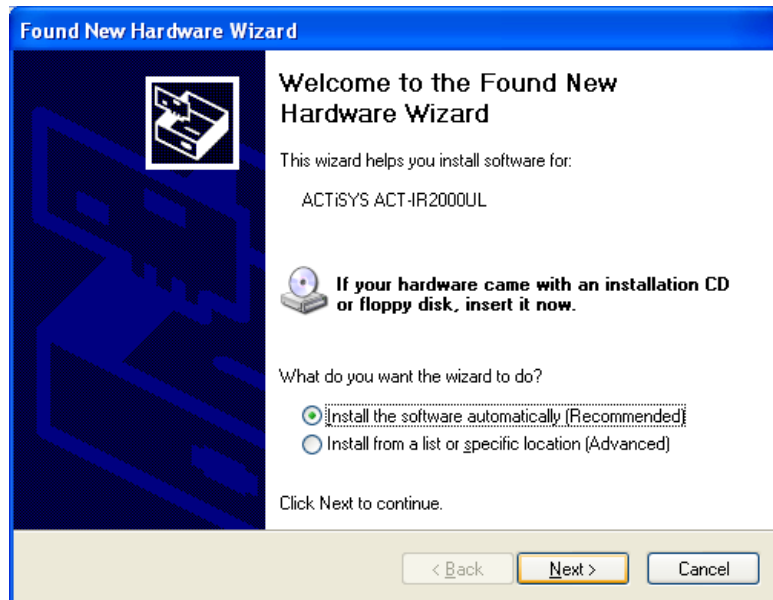 Found New Hardware Wizard
Welcome to the Found New
Hardware Wizard
This wizard helps you install software for:
ACTiSYS ACT-IR2000UL
If your hardware came with an installation CD
or floppy disk, insert it now.
What do you want the wizard to do?
Install the software automatically (Recommended)
Install from a list or specific location (Advanced)
Click Next to continue.
< Back
Next >
Cancel